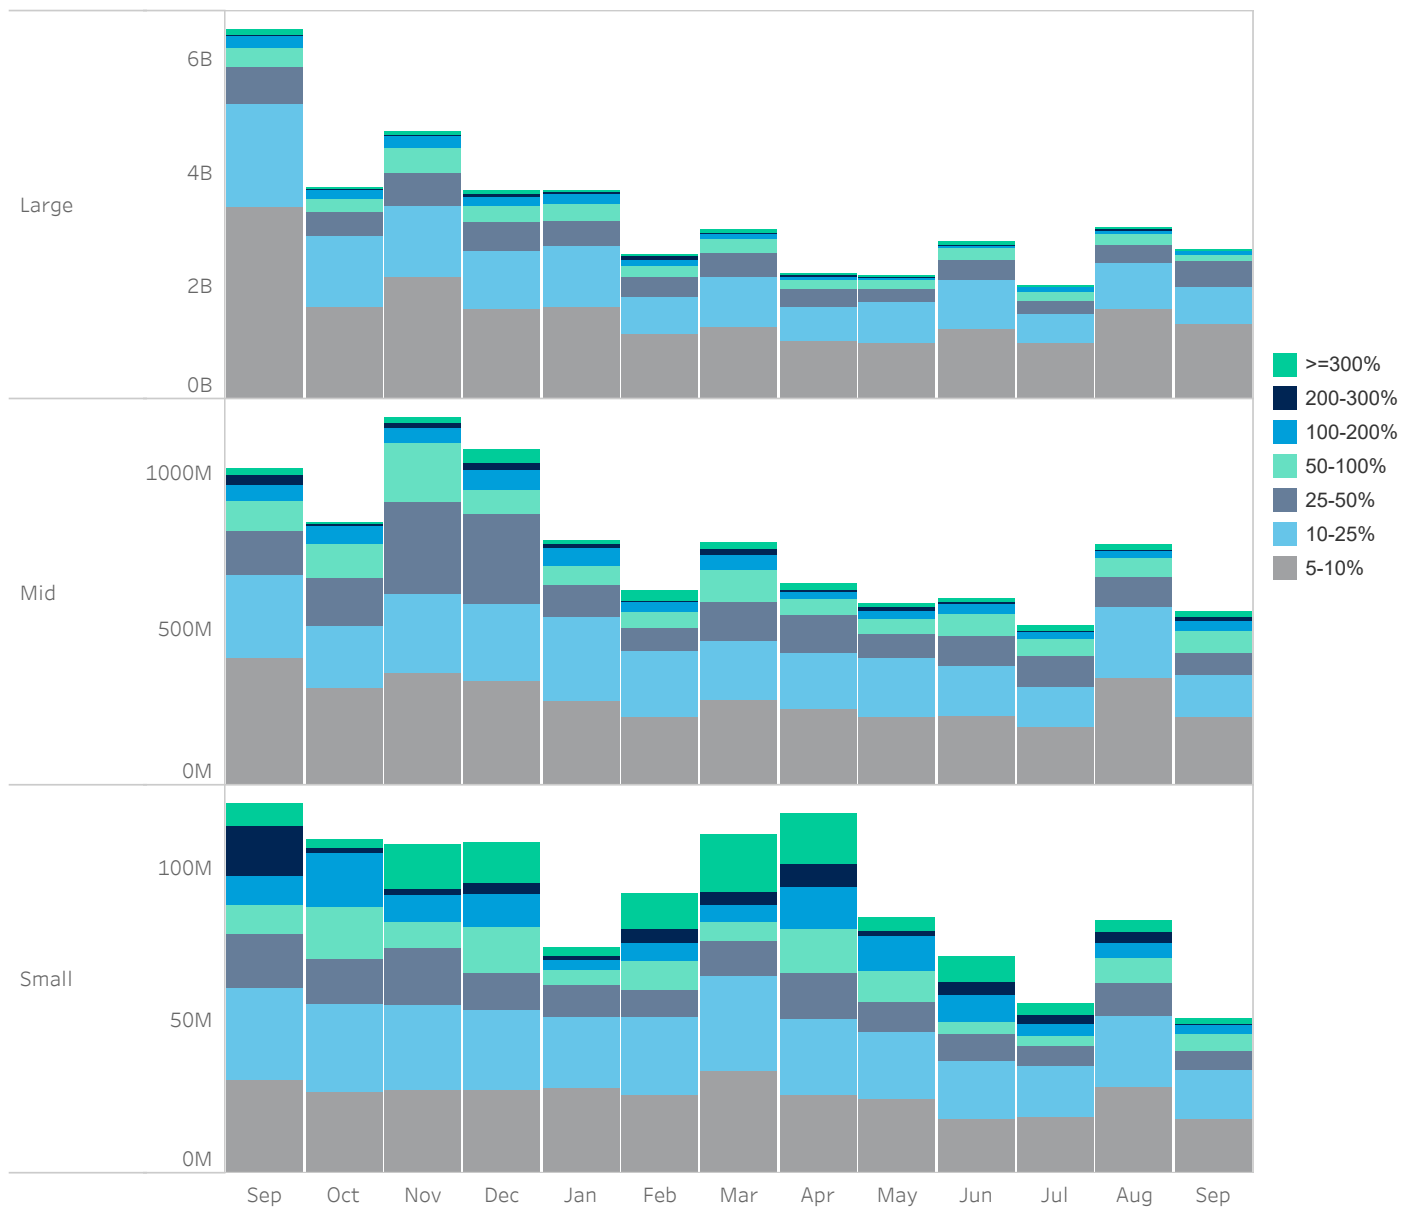 Large
6B
4B
2B
0B
Mid
1000M
500M
0M
Small
100M
50M
0M
Sep Oct Nov Dec Jan Feb Mar Apr May Jun Jul Aug Sep
>=300%
200-300%
100-200%
50-100%
25-50%
10-25%
5-10%